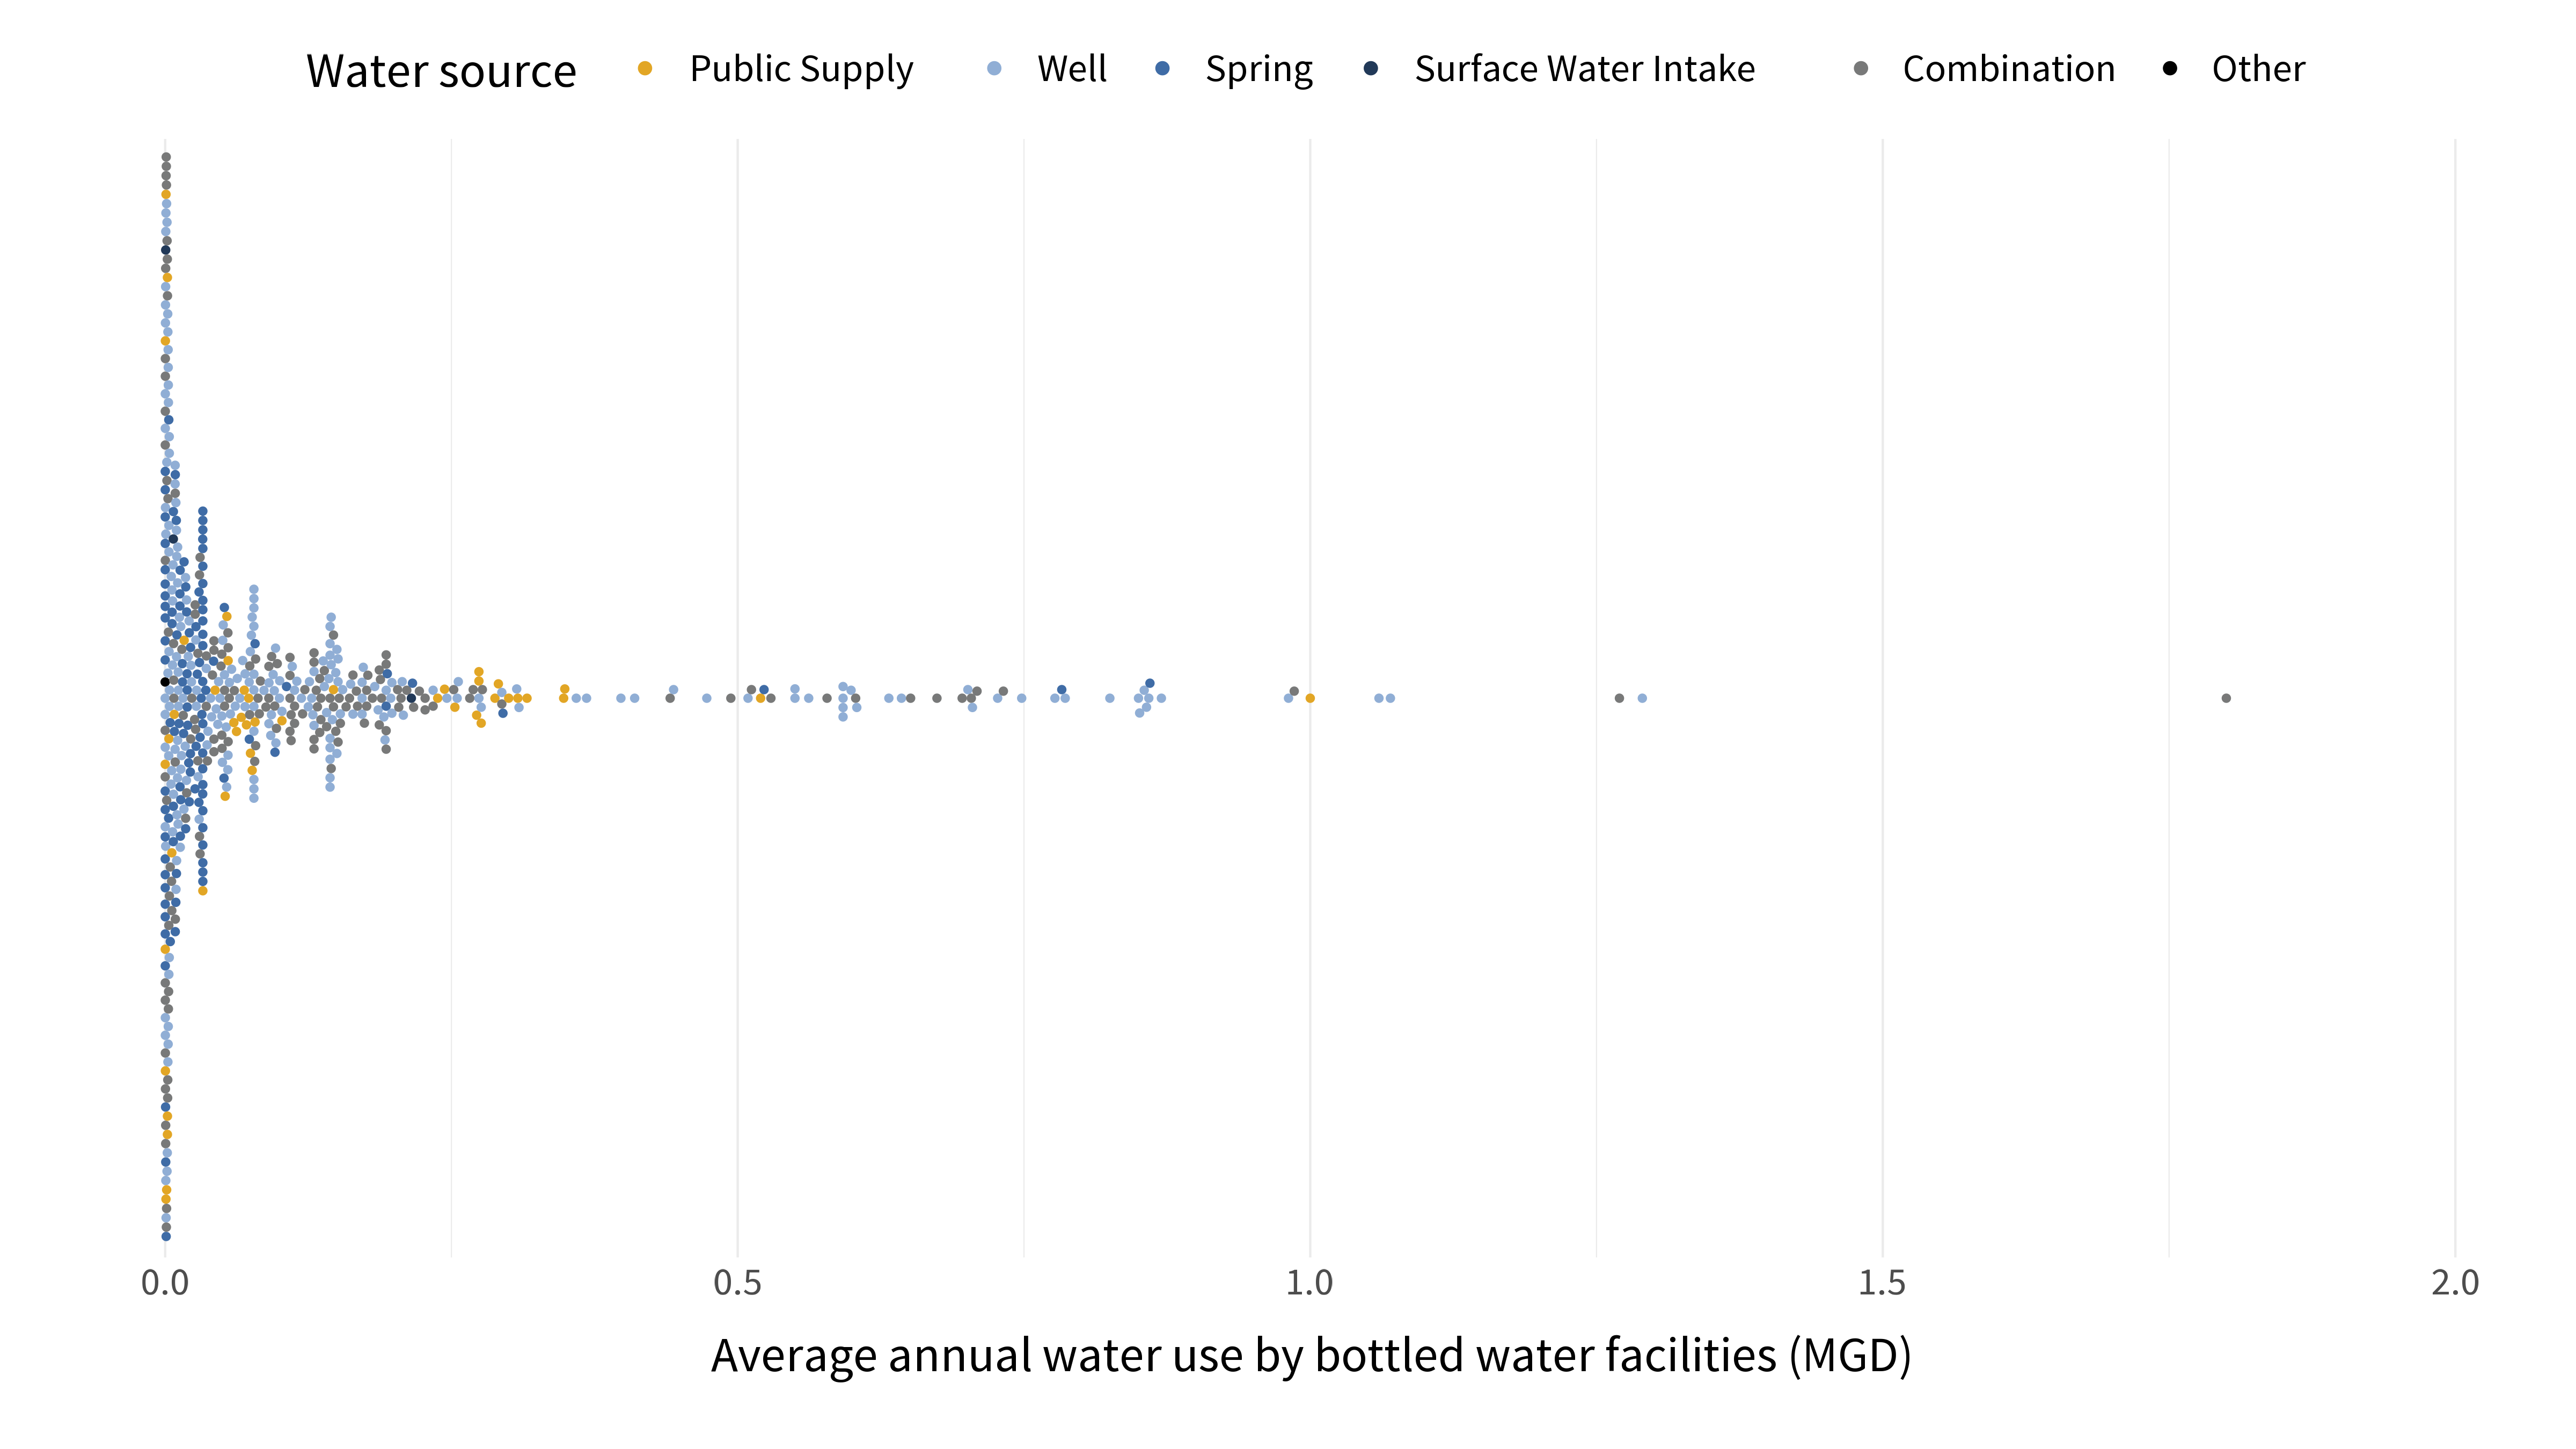 Water source Public Supply Well Spring Surface Water Intake Combination Other
0.0 0.5 1.0 1.5 2.0
Average annual water use by bottled water facilities (MGD)